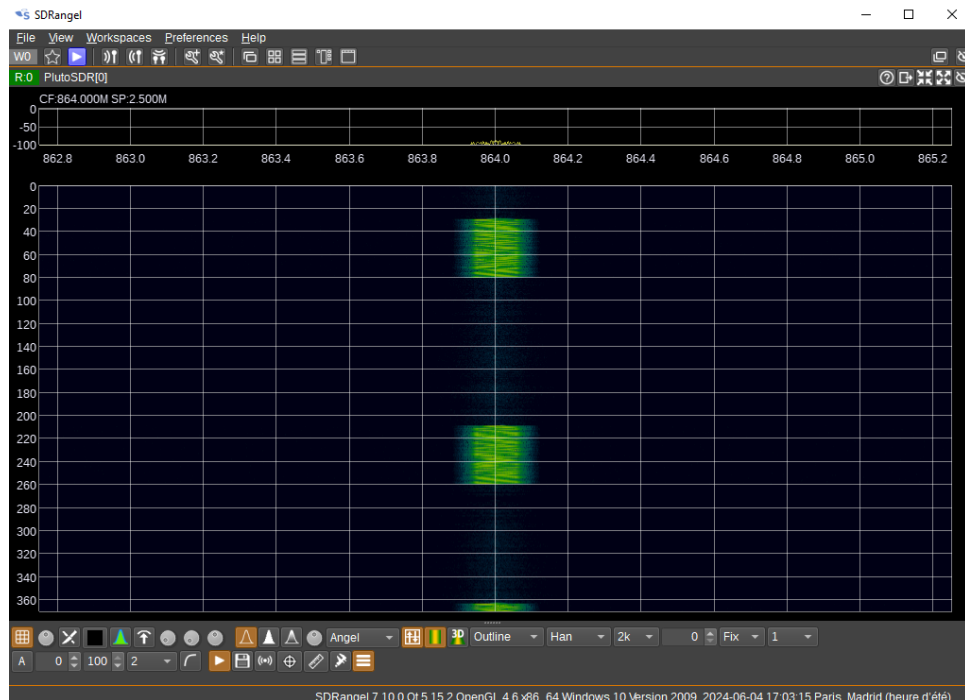 SDRangel
File View Workspaces Preferences Help
W0
R:0 PlutoSDR[0]
CF:864.000M SP:2.500M
0
-50
-100
862.8 863.0 863.2 863.4 863.6 863.8 864.0 864.2 864.4 864.6 864.8 865.0 865.2
0
20
40
60
80
100
120
140
160
180
200
220
240
260
280
300
320
340
360
Angel 3D Outline Han 2k 0 Fix 1
A 0 100 2
SDRangel 7.10.0 Qt 5.15.2 OpenGL 4.6 x86_64 Windows 10 Version 2009 2024-06-04 17:03:15 Paris, Madrid (heure d'été)